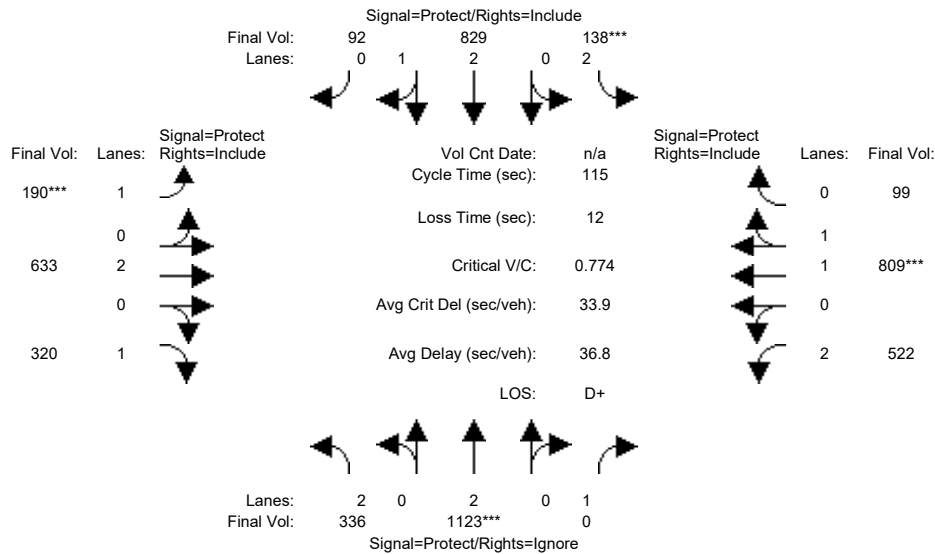 Signal=Protect/Rights=Include
Final Vol: 92 829 138***
Lanes: 0 1 2 0 2
Signal=Protect
Final Vol: Lanes: Rights=Include
Vol Cnt Date: n/a
Signal=Protect
Rights=Include Lanes: Final Vol:
Cycle Time (sec): 115
190*** 1
0 99
Loss Time (sec): 12
0
1
633 2
Critical V/C: 0.774
1 809***
0
Avg Crit Del (sec/veh): 33.9
0
320 1
Avg Delay (sec/veh): 36.8
2 522
LOS: D+
Lanes: 2 0 2 0 1
Final Vol: 336 1123*** 0
Signal=Protect/Rights=Ignore